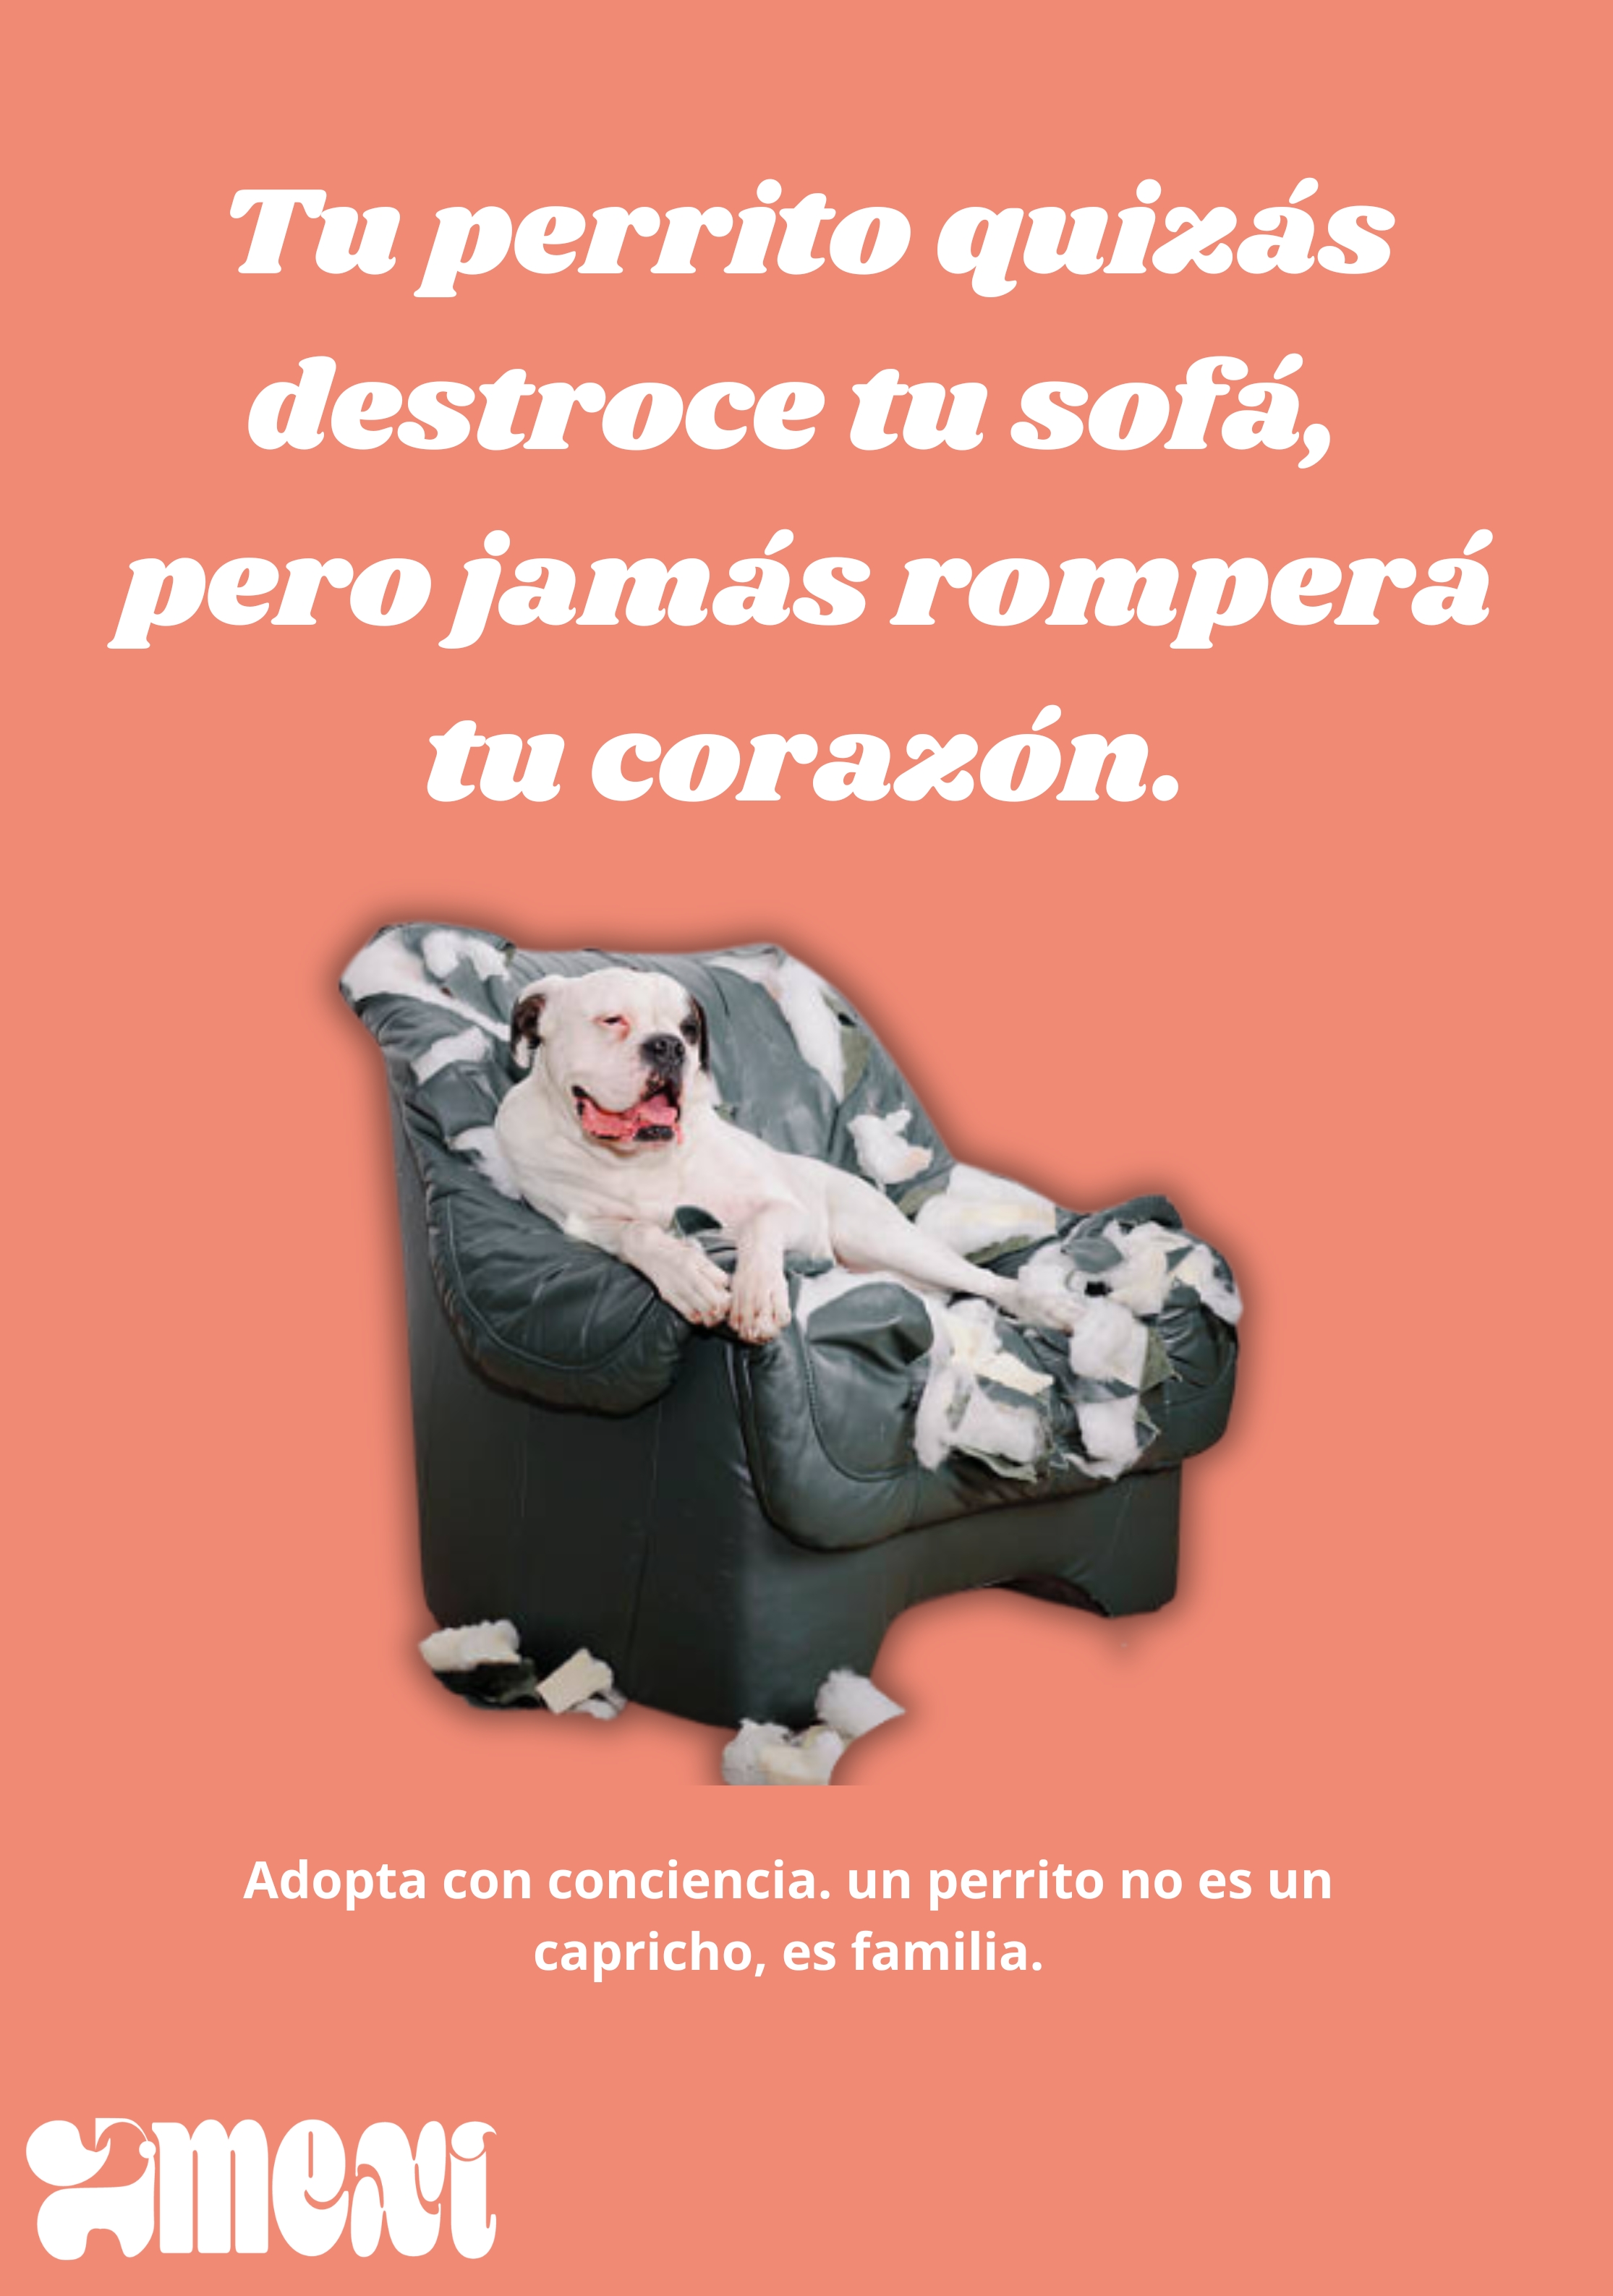 Tu perrito quizás
destroce tu sofá,
pero jamás romperá
tu corazón.
Adopta con conciencia. un perrito no es un
capricho, es familia.